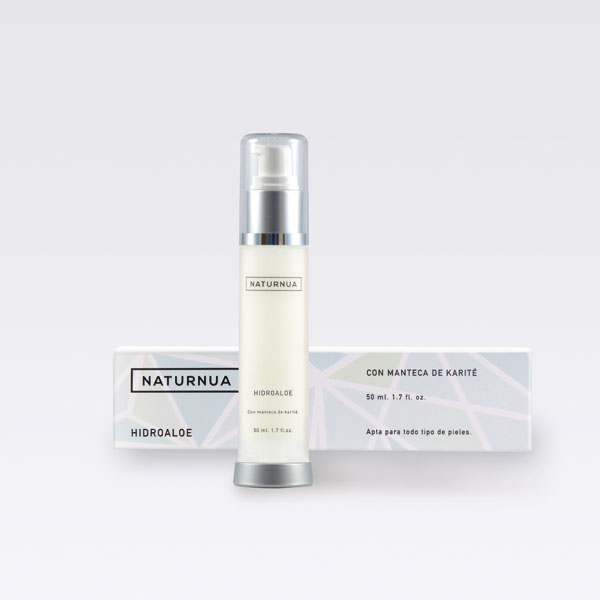 NATURNUA
HIDROALOE
Con manteca de karité.
50 ml. 1.7 fl. oz.
NATURNUA
HIDROALOE
CON MANTECA DE KARITÉ
50 ml. 1.7 fl. oz.
Apta para todo tipo de pieles.